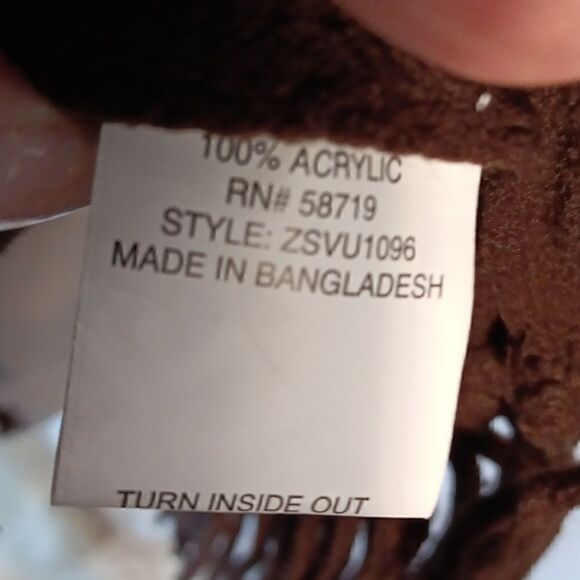 100% ACRYLIC
RN# 58719
STYLE: ZSVU1096
MADE IN BANGLADESH
TURN INSIDE OUT